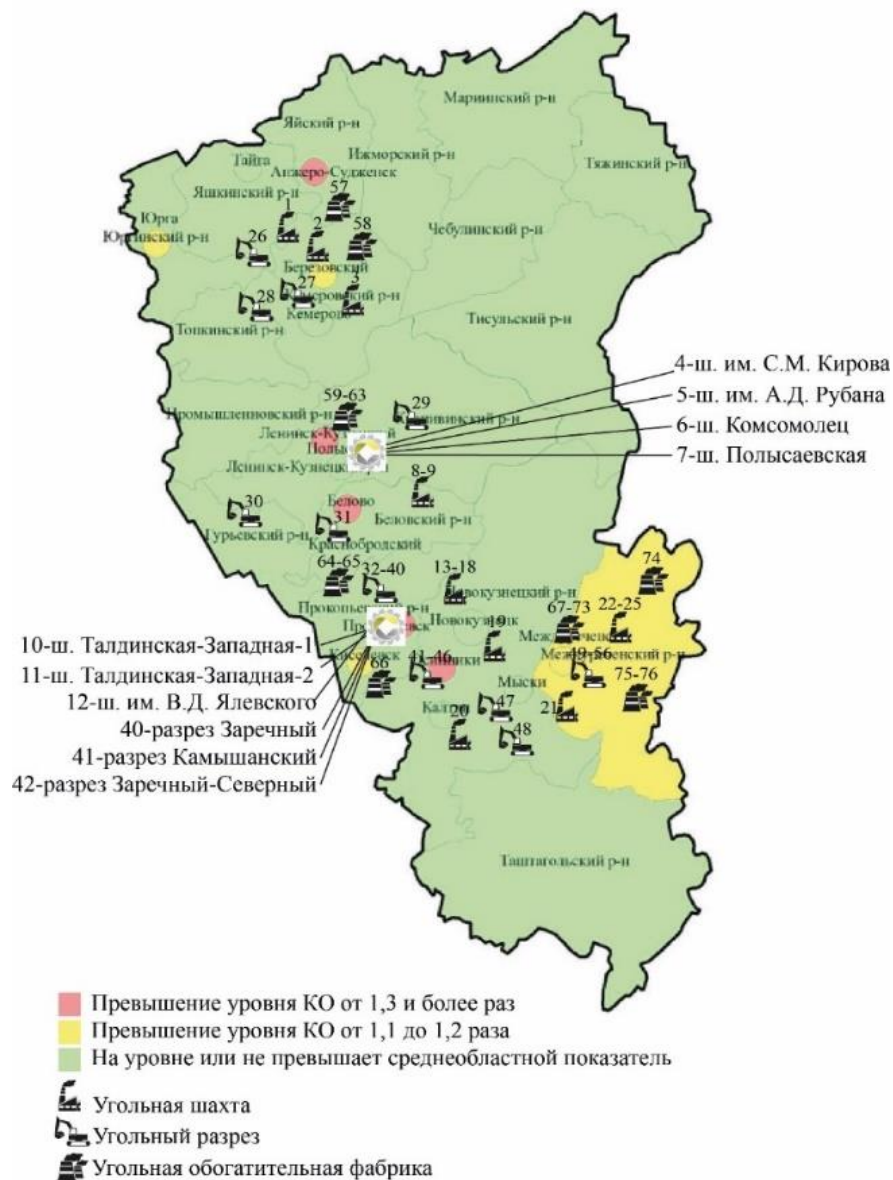 Мариинский р-н
Яйский р-н
Тайга
Ижморский р-н
Тяжинский р-н
Анжеро-Судженск
Яшкинский р-н
57
1
2
58
Юрга
Юргинский р-н
26
Чебулинский р-н
Березовский
27
3
28
Кемеровский р-н
Кемерово
Топкинский р-н
Тисульский р-н
4-ш. им. С.М. Кирова
59-63
29
5-ш. им. А.Д. Рубана
Промышленновский р-н
6-ш. Комсомолец
7-ш. Полысаевская
8-9
30
Белово
31
Беловский р-н
Гурьевский р-н
Краснобродский
74
64-65
32-40
13-18
Новокузнецкий р-н
67-73
22-25
Новокузнецк
19
10-ш. Талдинская-Западная-1
11-ш. Талдинская-Западная-2
41-46
49-56
66
Мыски
75-76
12-ш. им. В.Д. Ялевского
47
21
20
40-разрез Заречный
48
41-разрез Камышанский
42-разрез Заречный-Северный
Таштагольский р-н
Превышение уровня КО от 1,3 и более раз
Превышение уровня КО от 1,1 до 1,2 раза
На уровне или не превышает среднеобластной показатель
Угольная шахта
Угольный разрез
Угольная обогатительная фабрика